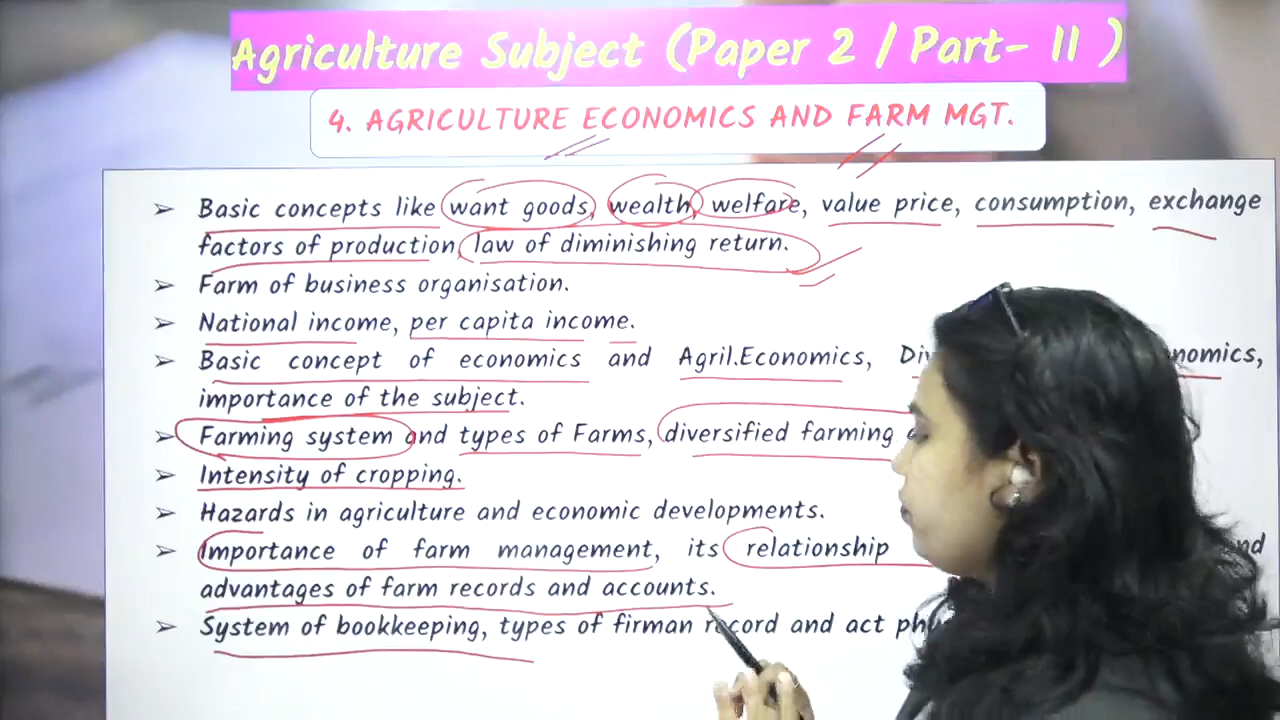 Agriculture Subject (Paper 2 / Part- II )
4. AGRICULTURE ECONOMICS AND FARM MGT.
➢ Basic concepts like want goods, wealth, welfare, value price, consumption, exchange
factors of production, law of diminishing return.
➢ Farm of business organisation.
➢ National income, per capita income.
➢ Basic concept of economics and Agril.Economics,
importance of the subject.
➢ Farming system and types of Farms, diversified farming
➢ Intensity of cropping.
➢ Hazards in agriculture and economic developments.
➢ Importance of farm management, its relationship
advantages of farm records and accounts.
➢ System of bookkeeping, types of firman record and act